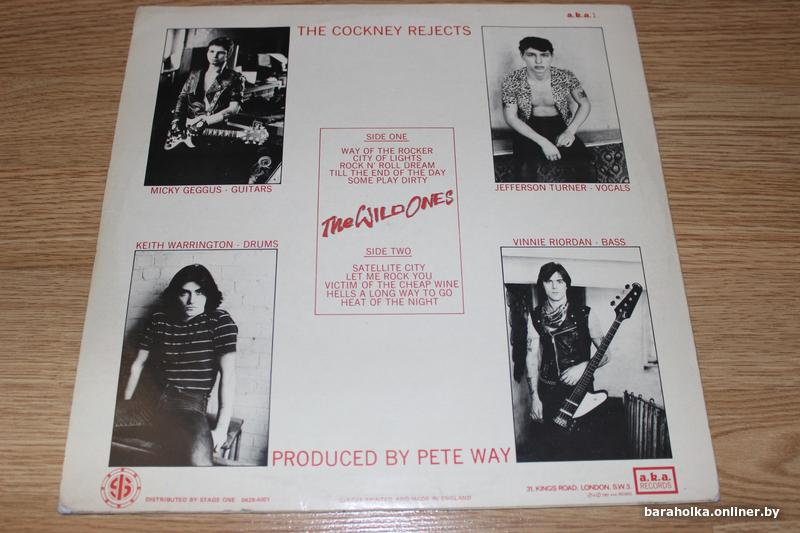 a.k.a.1.
THE COCKNEY REJECTS
MICKY GEGGUS - GUITARS
JEFFERSON TURNER - VOCALS
SIDE ONE
WAY OF THE ROCKER
CITY OF LIGHTS
ROCK N' ROLL DREAM
TILL THE END OF THE DAY
SOME PLAY DIRTY
The WILD ONES
SIDE TWO
SATELLITE CITY
LET ME ROCK YOU
VICTIM OF THE CHEAP WINE
HELLS A LONG WAY TO GO
HEAT OF THE NIGHT
KEITH WARRINGTON - DRUMS
VINNIE RIORDAN - BASS
PRODUCED BY PETE WAY
DISTRIBUTED BY STAGE ONE
SLEEVE PRINTED AND MADE IN ENGLAND
31, KINGS ROAD, LONDON, S.W.3.
a.k.a.
RECORDS
baraholka.onliner.by